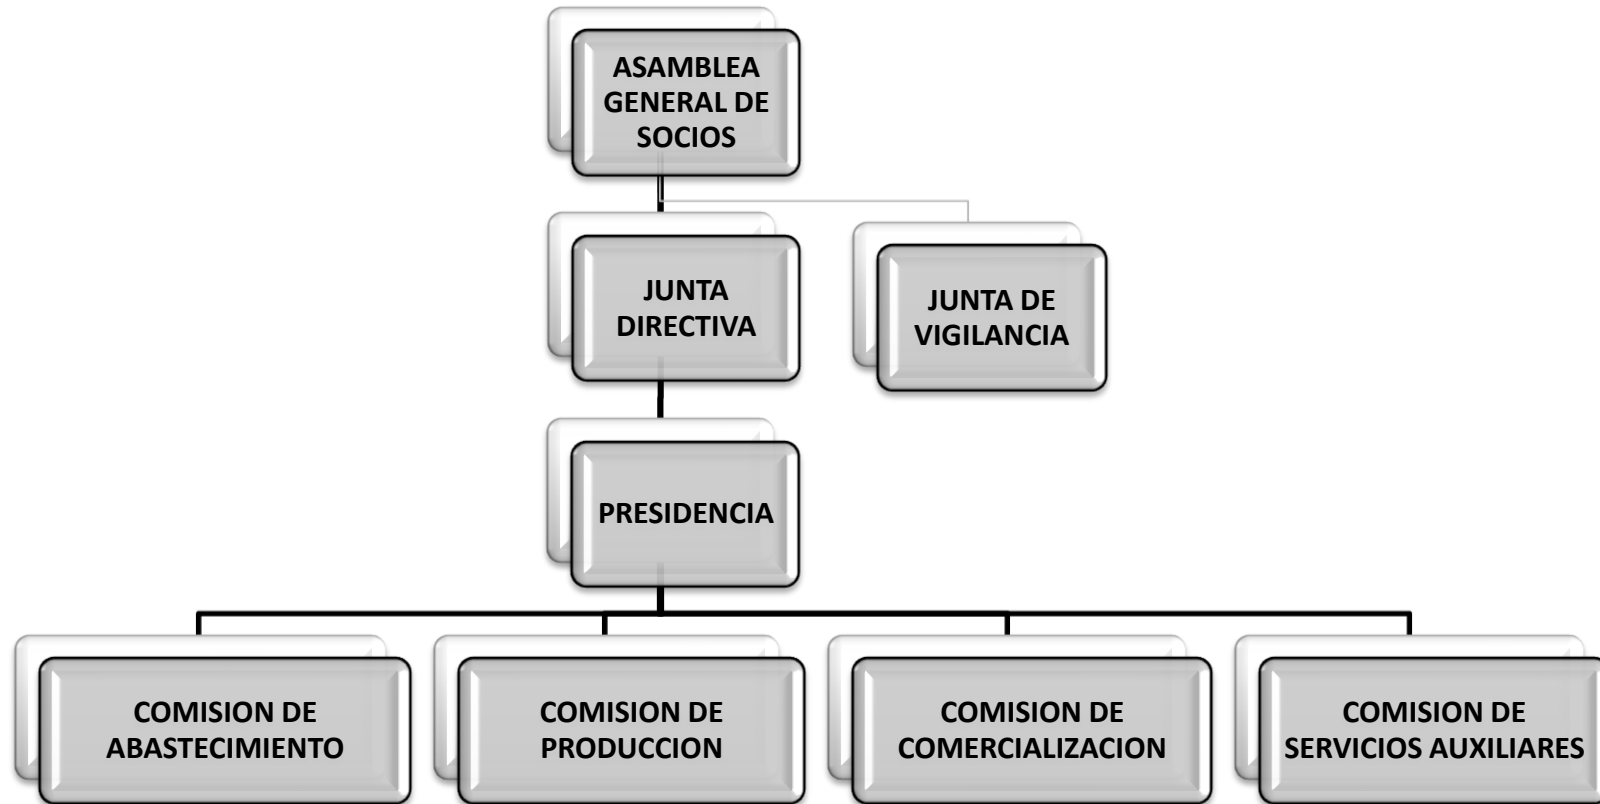 ASAMBLEA
GENERAL DE
SOCIOS
JUNTA
DIRECTIVA
JUNTA DE
VIGILANCIA
PRESIDENCIA
COMISION DE
ABASTECIMIENTO
COMISION DE
PRODUCCION
COMISION DE
COMERCIALIZACION
COMISION DE
SERVICIOS AUXILIARES